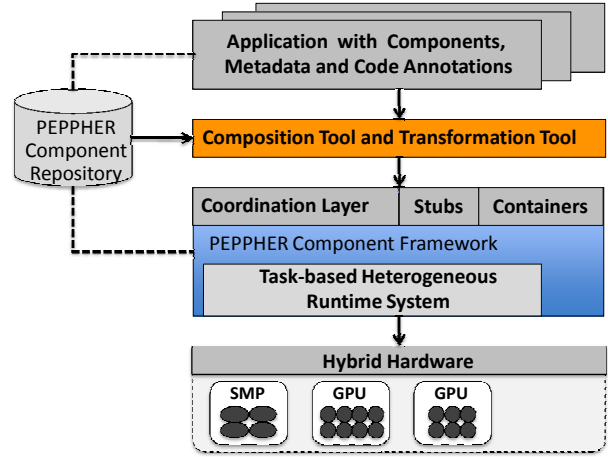 Application with Components,
Metadata and Code Annotations
PEPPHER
Component
Repository
Composition Tool and Transformation Tool
Coordination Layer
Stubs
Containers
PEPPHER Component Framework
Task-based Heterogeneous
Runtime System
Hybrid Hardware
SMP
GPU
GPU